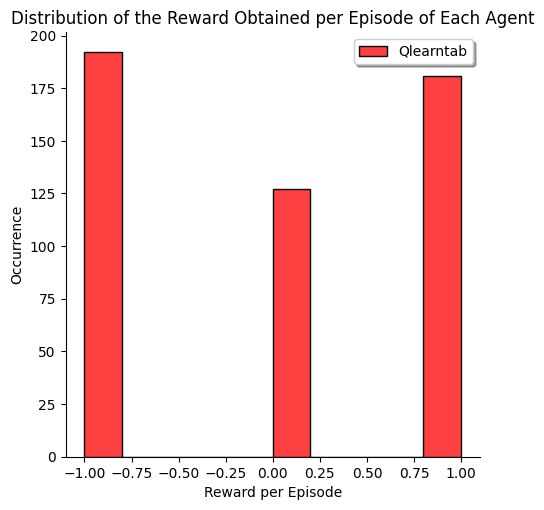 Distribution of the Reward Obtained per Episode of Each Agent
Qlearntab
Occurrence
200
175
150
125
100
75
50
25
0
−1.00 −0.75 −0.50 −0.25 0.00 0.25 0.50 0.75 1.00
Reward per Episode